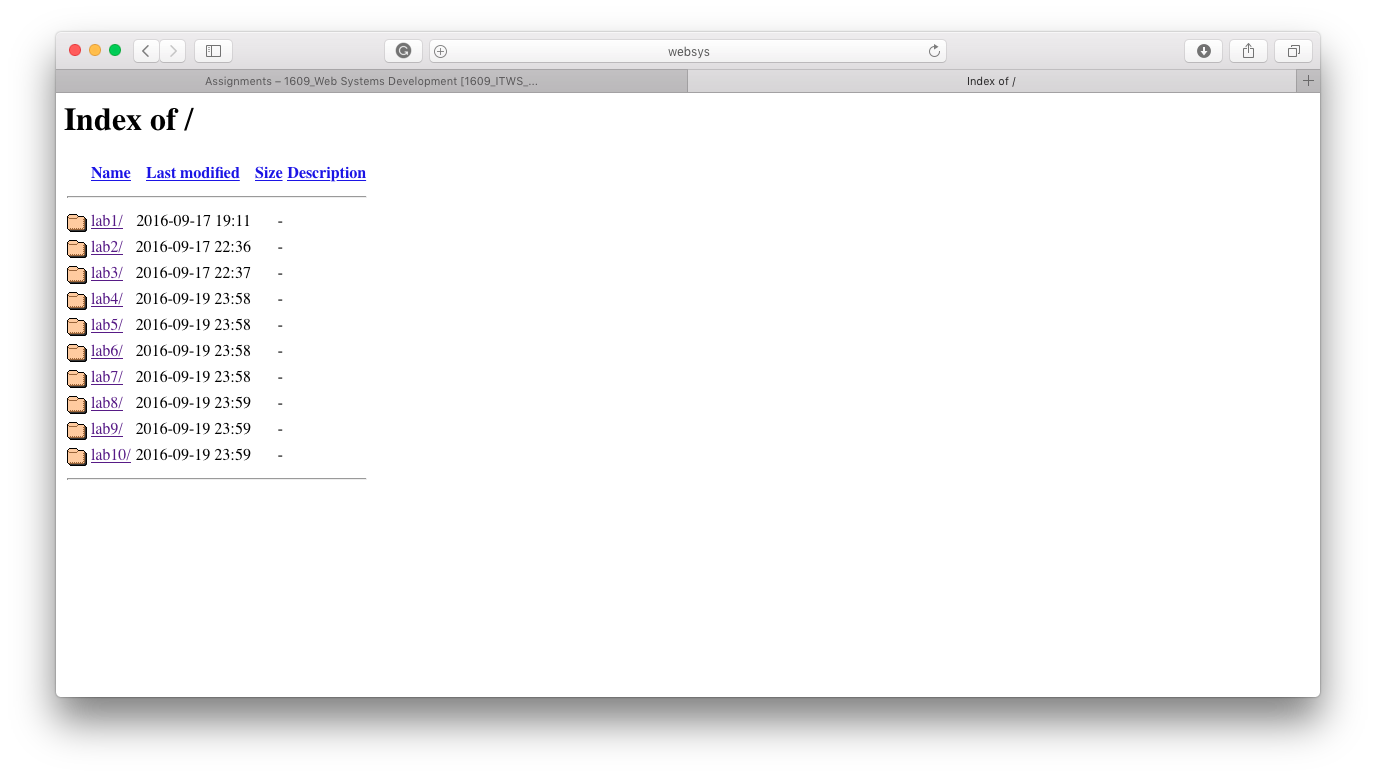 websys
Assignments – 1609_Web Systems Development [1609_ITWS_...
Index of /
Index of /
Name Last modified Size Description
lab1/ 2016-09-17 19:11 -
lab2/ 2016-09-17 22:36 -
lab3/ 2016-09-17 22:37 -
lab4/ 2016-09-19 23:58 -
lab5/ 2016-09-19 23:58 -
lab6/ 2016-09-19 23:58 -
lab7/ 2016-09-19 23:58 -
lab8/ 2016-09-19 23:59 -
lab9/ 2016-09-19 23:59 -
lab10/ 2016-09-19 23:59 -